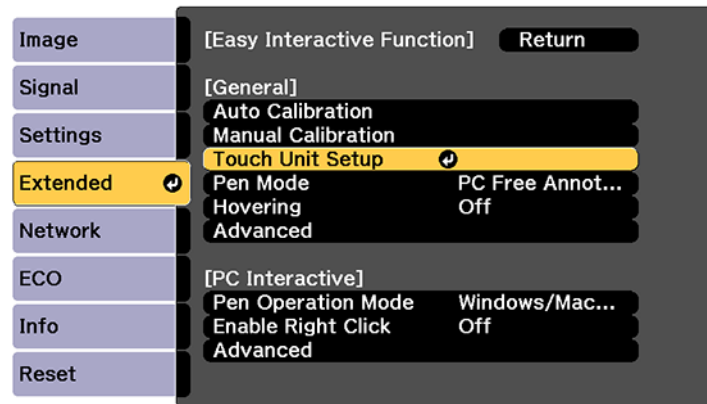 Image
Signal
Settings
Extended
Network
ECO
Info
Reset
[Easy Interactive Function] Return
[General]
Auto Calibration
Manual Calibration
Touch Unit Setup
Pen Mode PC Free Annot...
Hovering Off
Advanced
[PC Interactive]
Pen Operation Mode Windows/Mac...
Enable Right Click Off
Advanced